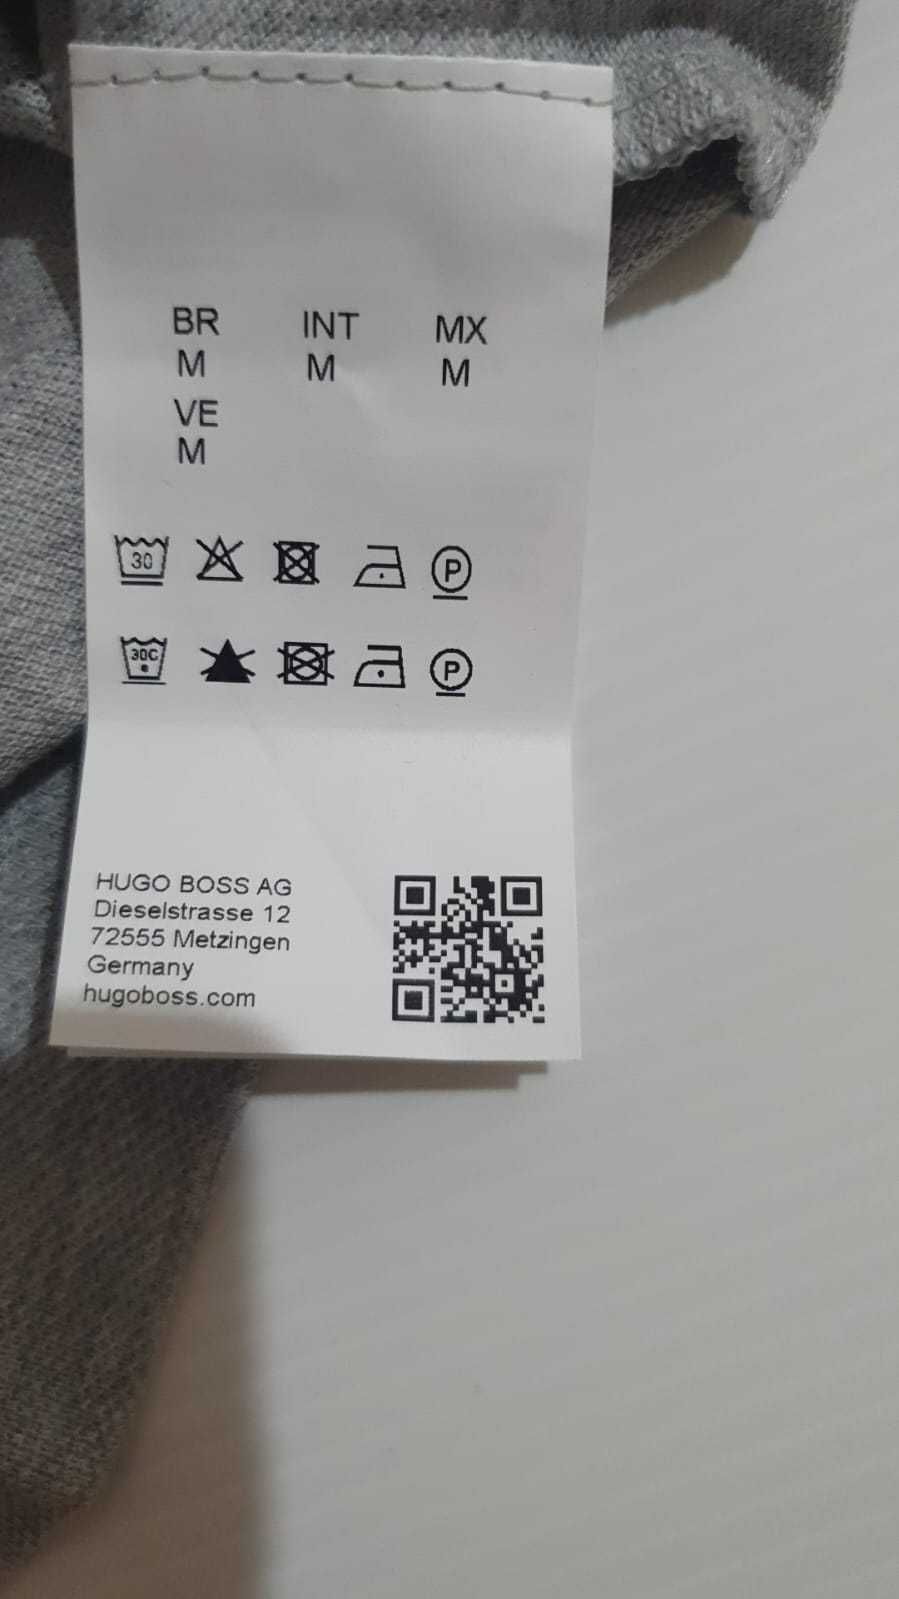 BR INT MX
M M M
VE
M
30 P
30C P
HUGO BOSS AG
Dieselstrasse 12
72555 Metzingen
Germany
hugoboss.com